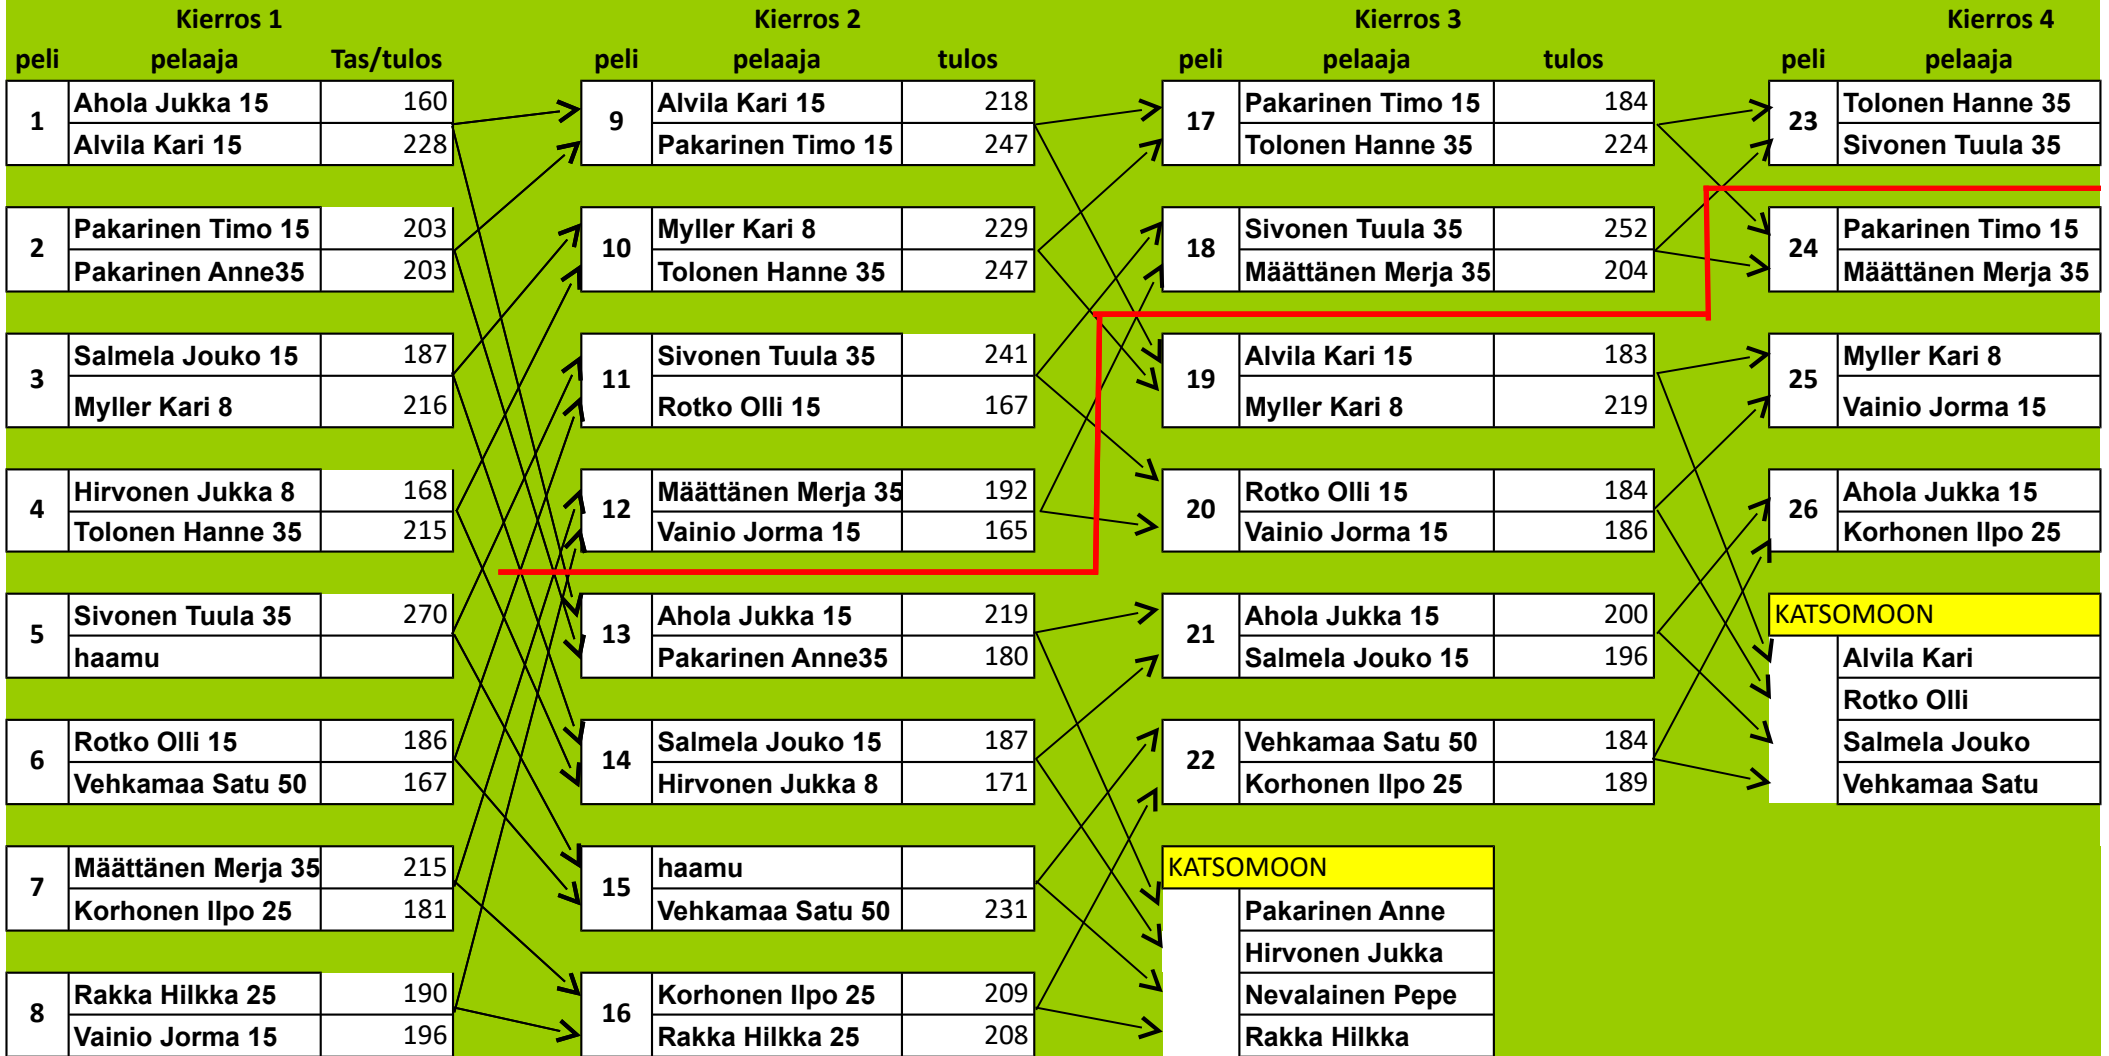 Kierros 1 Kierros 2 Kierros 3 Kierros 4
peli pelaaja Tas/tulos peli pelaaja tulos peli pelaaja tulos peli pelaaja
1 Ahola Jukka 15 160 9 Alvila Kari 15 218 17 Pakarinen Timo 15 184 23 Tolonen Hanne 35
Alvila Kari 15 228 Pakarinen Timo 15 247 Tolonen Hanne 35 224 Sivonen Tuula 35
2 Pakarinen Timo 15 203 10 Myller Kari 8 229 18 Sivonen Tuula 35 252 24 Pakarinen Timo 15
Pakarinen Anne35 203 Tolonen Hanne 35 247 Määttänen Merja 35 204 Määttänen Merja 35
3 Salmela Jouko 15 187 11 Sivonen Tuula 35 241 19 Alvila Kari 15 183 25 Myller Kari 8
Myller Kari 8 216 Rotko Olli 15 167 Myller Kari 8 219 Vainio Jorma 15
4 Hirvonen Jukka 8 168 12 Määttänen Merja 35 192 20 Rotko Olli 15 184 26 Ahola Jukka 15
Tolonen Hanne 35 215 Vainio Jorma 15 165 Vainio Jorma 15 186 Korhonen Ilpo 25
5 Sivonen Tuula 35 270 13 Ahola Jukka 15 219 21 Ahola Jukka 15 200 KATSOMOON
haamu Pakarinen Anne35 180 Salmela Jouko 15 196 Alvila Kari
Rotko Olli
6 Rotko Olli 15 186 14 Salmela Jouko 15 187 22 Vehkamaa Satu 50 184 Salmela Jouko
Vehkamaa Satu 50 167 Hirvonen Jukka 8 171 Korhonen Ilpo 25 189 Vehkamaa Satu
7 Määttänen Merja 35 215 15 haamu KATSOMOON
Korhonen Ilpo 25 181 Vehkamaa Satu 50 231 Pakarinen Anne
Hirvonen Jukka
8 Rakka Hilkka 25 190 16 Korhonen Ilpo 25 209 Nevalainen Pepe
Vainio Jorma 15 196 Rakka Hilkka 25 208 Rakka Hilkka